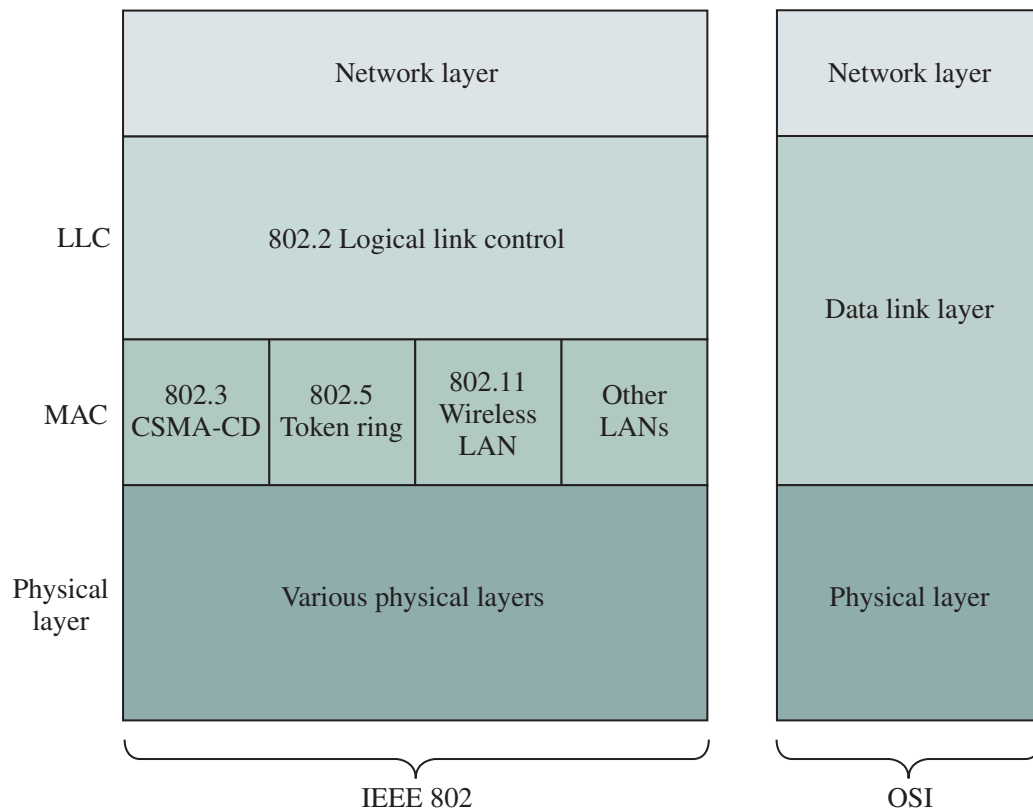 Network layer
Network layer
LLC
802.2 Logical link control
Data link layer
MAC
802.3
CSMA-CD
802.5
Token ring
802.11
Wireless
LAN
Other
LANs
Physical
layer
Various physical layers
Physical layer
IEEE 802
OSI